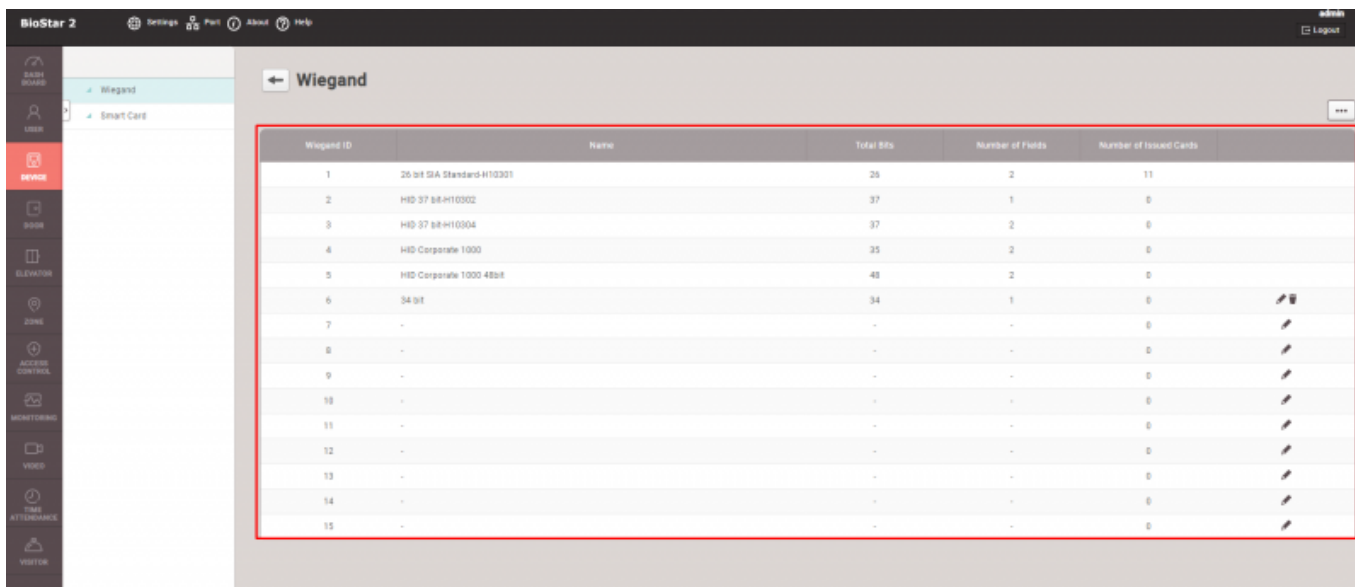 BioStar 2 Settings Port About Help
admin
Logout
DASH
BOARD
USER
DEVICE
DOOR
ELEVATOR
ZONE
ACCESS
CONTROL
MONITORING
VIDEO
TIME
ATTENDANCE
VISITOR
Wiegand
Smart Card
Wiegand
Wiegand ID Name Total Bits Number of Fields Number of Issued Cards
1 26 bit SIA Standard-H10301 26 2 11
2 HID 37 bit-H10302 37 1 0
3 HID 37 bit-H10304 37 2 0
4 HID Corporate 1000 35 2 0
5 HID Corporate 1000 48bit 48 2 0
6 34 bit 34 1 0
7 - - - 0
8 - - - 0
9 - - - 0
10 - - - 0
11 - - - 0
12 - - - 0
13 - - - 0
14 - - - 0
15 - - - 0